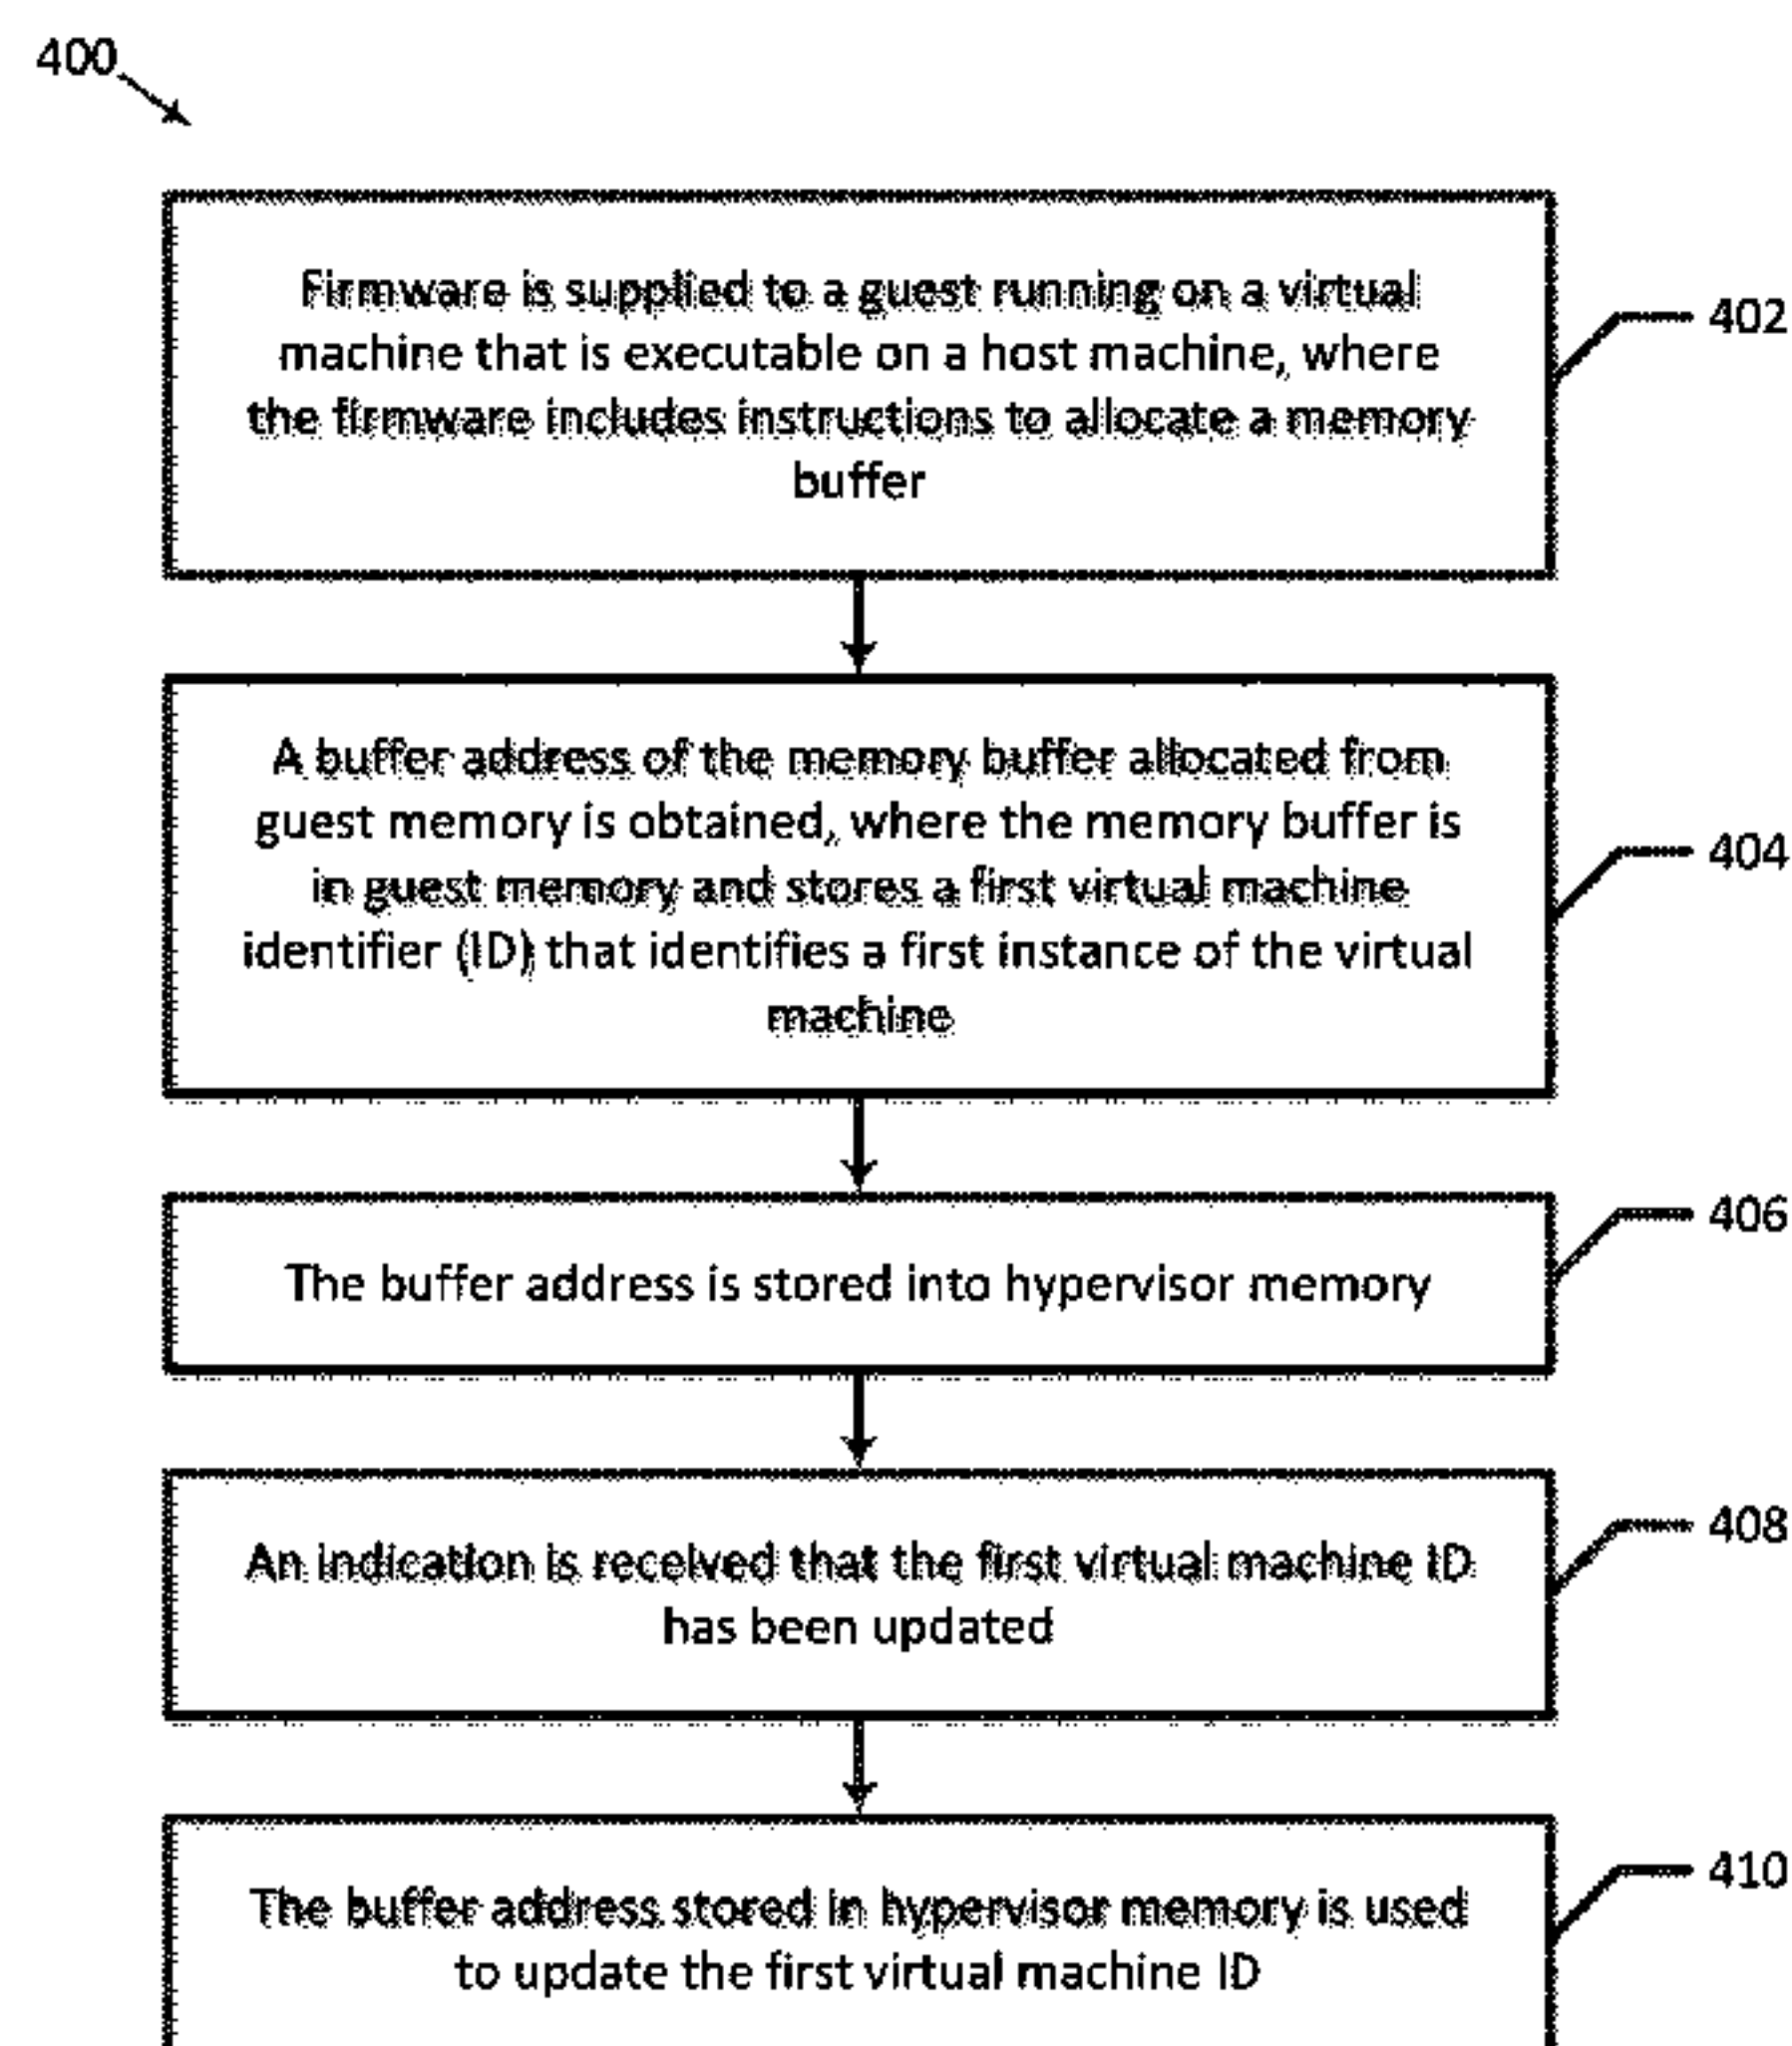 400
Firmware is supplied to a guest running on a virtual
machine that is executable on a host machine, where
the firmware includes instructions to allocate a memory
buffer
402
A buffer address of the memory buffer allocated from
guest memory is obtained, where the memory buffer is
in guest memory and stores a first virtual machine
identifier (ID) that identifies a first instance of the virtual
machine
404
The buffer address is stored into hypervisor memory
406
An indication is received that the first virtual machine ID
has been updated
408
The buffer address stored in hypervisor memory is used
to update the first virtual machine ID
410